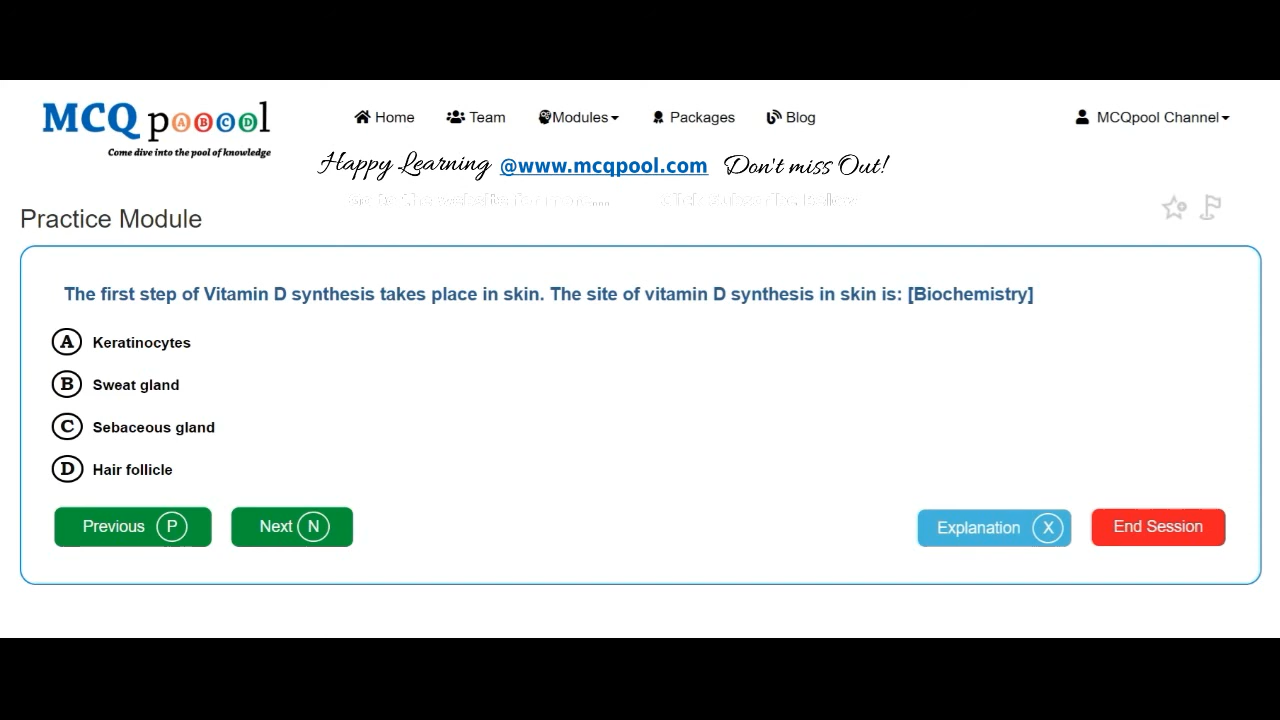 MCQ pooool
Come dive into the pool of knowledge
Home Team Modules Packages Blog MCQpool Channel
Happy Learning @www.mcqpool.com Don't miss Out!
Practice Module
The first step of Vitamin D synthesis takes place in skin. The site of vitamin D synthesis in skin is: [Biochemistry]
A Keratinocytes
B Sweat gland
C Sebaceous gland
D Hair follicle
Previous P Next N Explanation X End Session